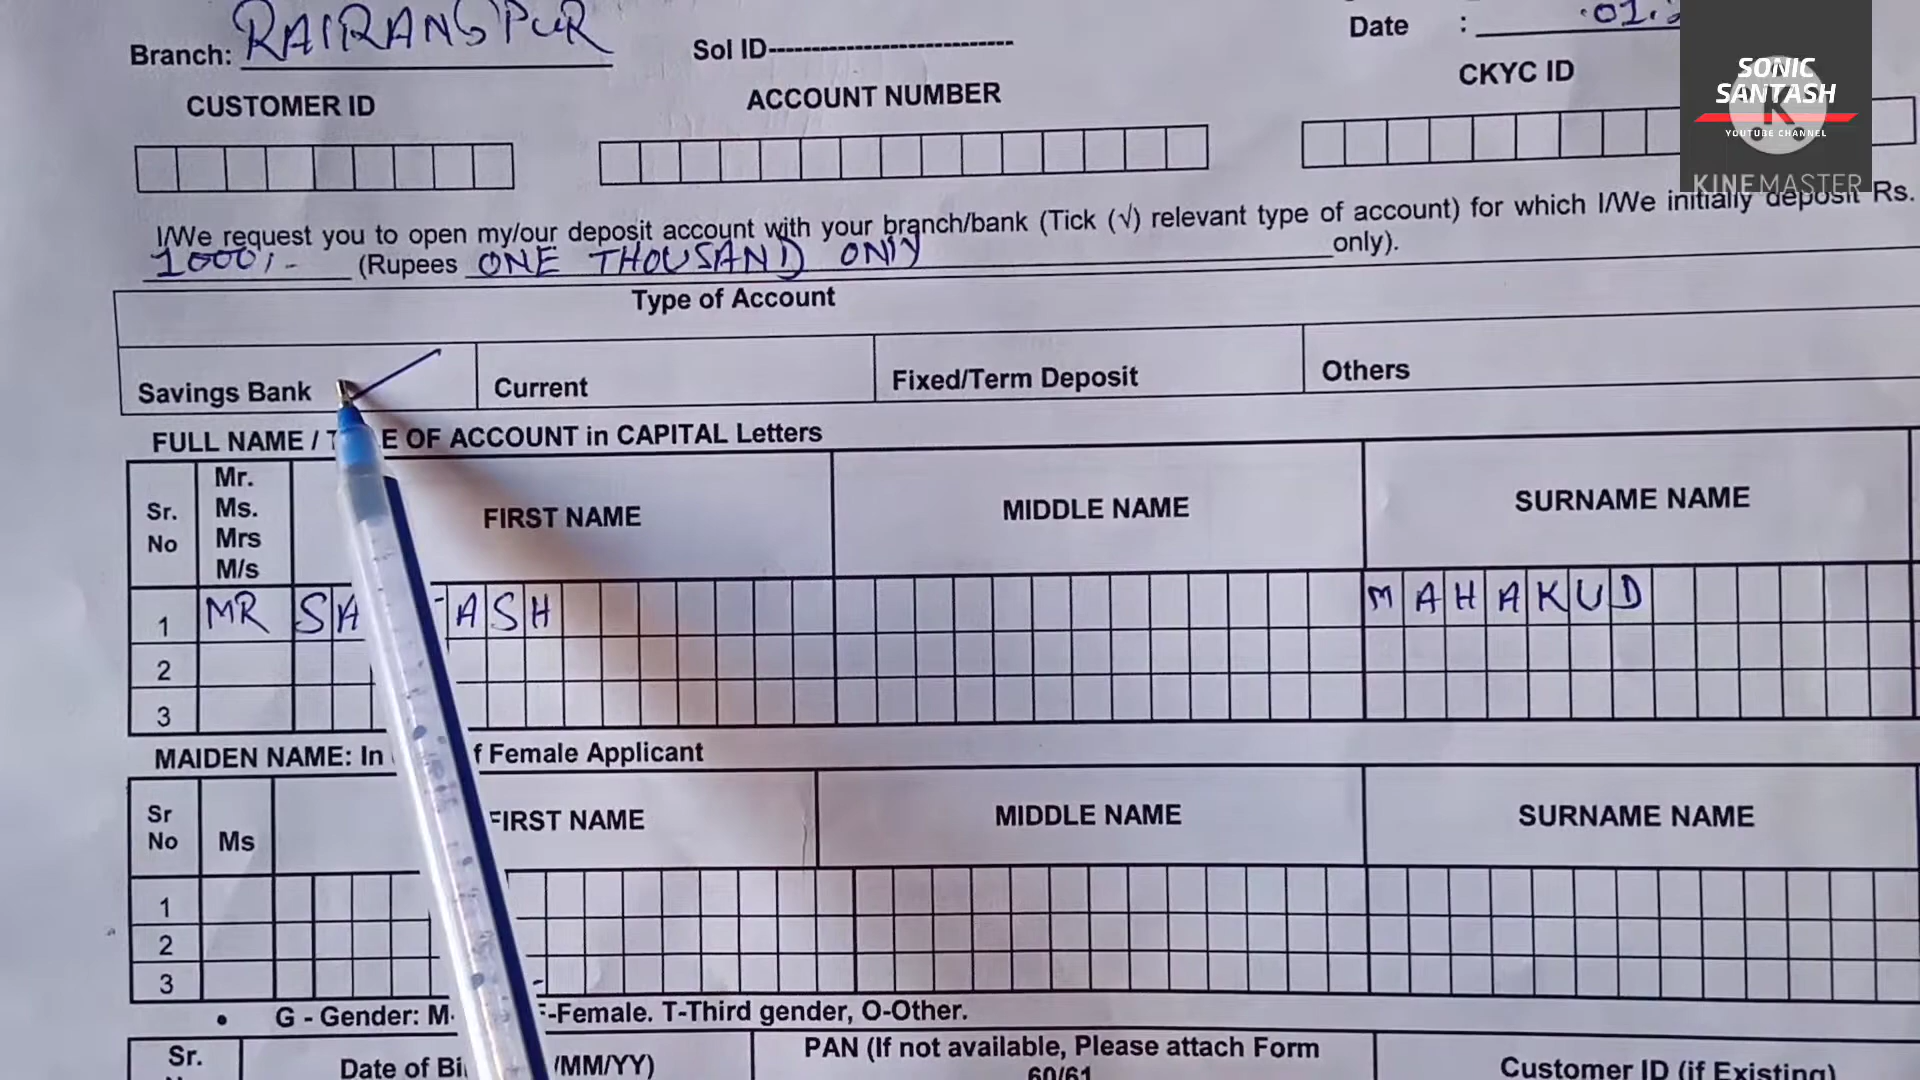 Branch: RAIRANGPUR Sol ID Date :
CUSTOMER ID ACCOUNT NUMBER CKYC ID
SONIC
SANTASH
YOUTUBE CHANNEL
KINEMASTER
I/We request you to open my/our deposit account with your branch/bank (Tick (√) relevant type of account) for which I/We initially deposit Rs.
1000/- (Rupees ONE THOUSAND ONLY only).
Type of Account
Savings Bank Current Fixed/Term Deposit Others
FULL NAME / OF ACCOUNT in CAPITAL Letters
Sr. No Mr. Ms. Mrs M/s FIRST NAME MIDDLE NAME SURNAME NAME
1 MR SA TASH MAHAKUD
2
3
MAIDEN NAME: In f Female Applicant
Sr No Ms FIRST NAME MIDDLE NAME SURNAME NAME
1
2
3
• G - Gender: M- F-Female. T-Third gender, O-Other.
Sr. Date of Bi /MM/YY) PAN (If not available, Please attach Form 60/61 Customer ID (if Existing)